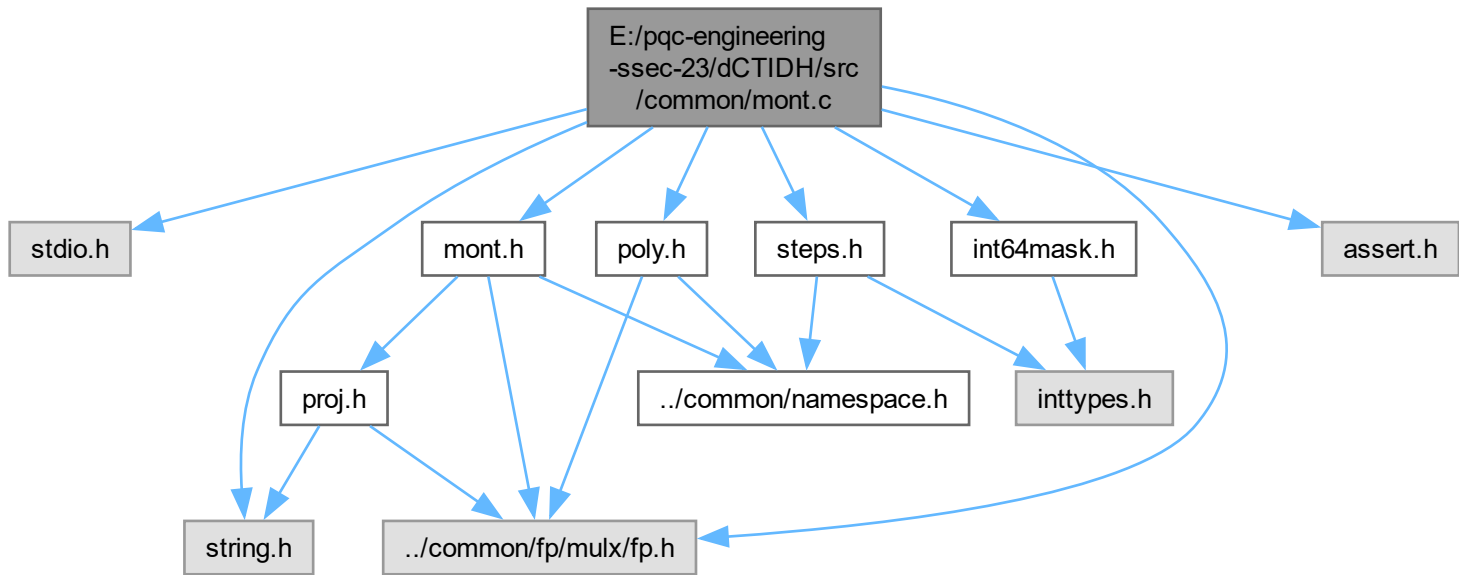 E:/pqc-engineering
-ssec-23/dCTIDH/src
/common/mont.c
stdio.h
mont.h
poly.h
steps.h
int64mask.h
assert.h
proj.h
../common/namespace.h
inttypes.h
string.h
../common/fp/mulx/fp.h